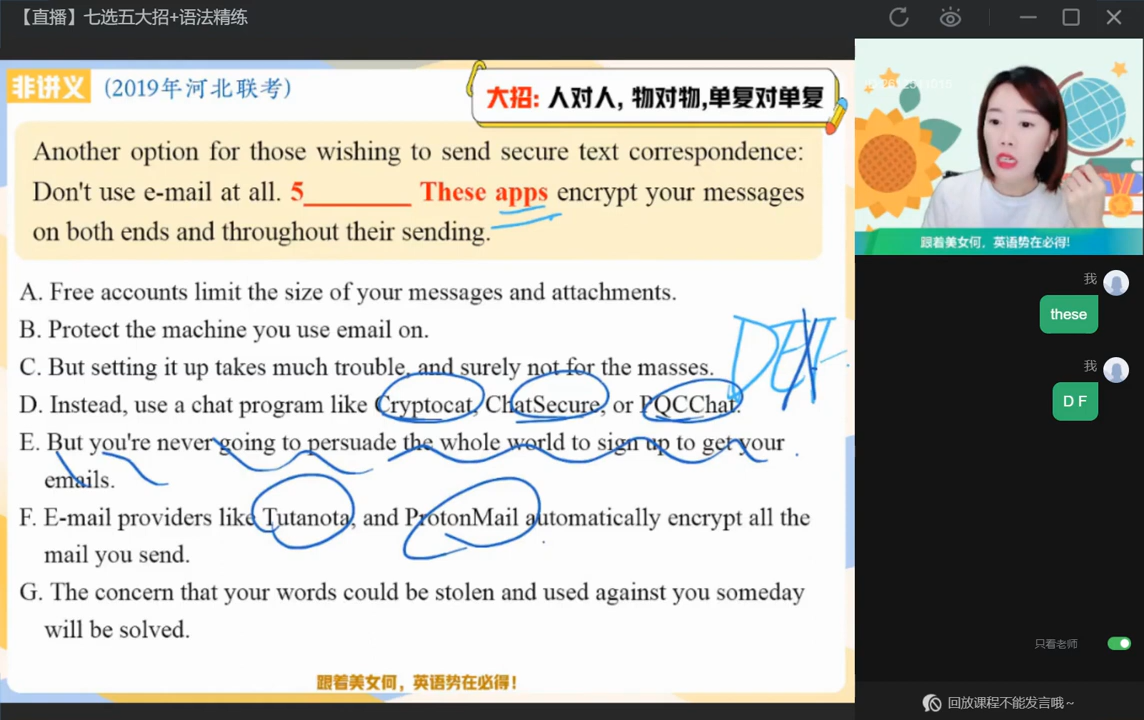 【直播】七选五大招+语法精练
非讲义 (2019年河北联考)
大招: 人对人, 物对物,单复对单复
Another option for those wishing to send secure text correspondence:
Don't use e-mail at all. 5________ These apps encrypt your messages
on both ends and throughout their sending.
A. Free accounts limit the size of your messages and attachments.
B. Protect the machine you use email on.
C. But setting it up takes much trouble, and surely not for the masses.
D. Instead, use a chat program like Cryptocat, ChatSecure, or PQCChat.
E. But you're never going to persuade the whole world to sign up to get your
emails.
F. E-mail providers like Tutanota, and ProtonMail automatically encrypt all the
mail you send.
G. The concern that your words could be stolen and used against you someday
will be solved.
DEF
跟着美女何，英语势在必得!
跟着美女何，英语势在必得!
我
these
我
D F
只看老师
回放课程不能发言哦~